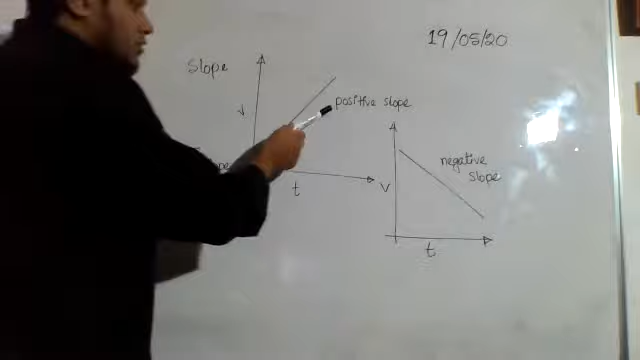 19/05/20
Slope
positive slope
t
negative
slope
V
t